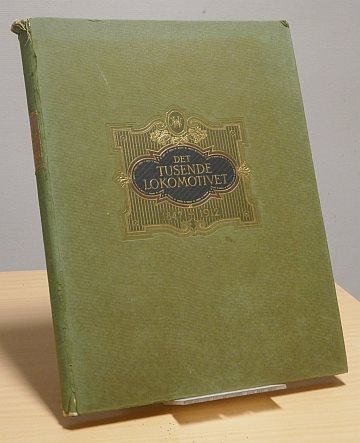 DET
TUSENDE
LOKOMOTIVET
1847 1912